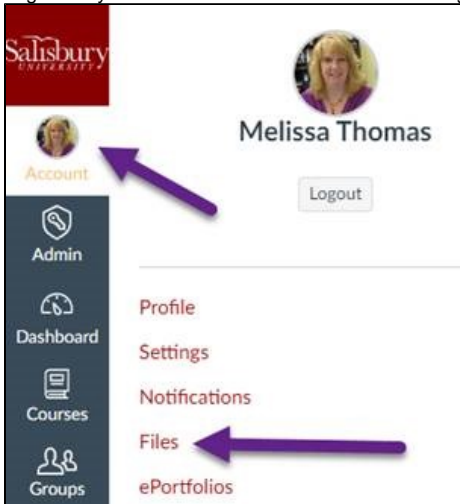 Salisbury
UNIVERSITY
Account
Admin
Dashboard
Courses
Groups
Melissa Thomas
Logout
Profile
Settings
Notifications
Files
ePortfolios